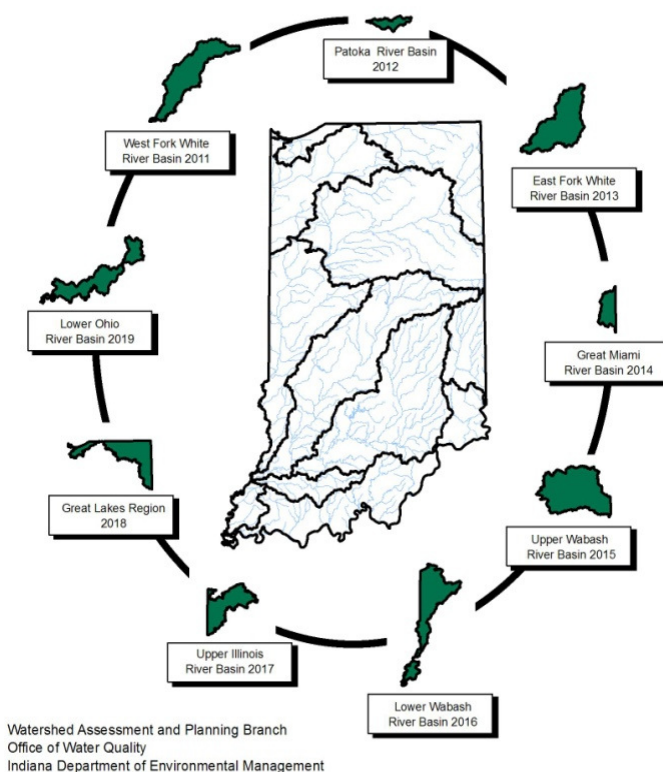 Patoka River Basin
2012
West Fork White
River Basin 2011
East Fork White
River Basin 2013
Lower Ohio
River Basin 2019
Great Miami
River Basin 2014
Great Lakes Region
2018
Upper Wabash
River Basin 2015
Upper Illinois
River Basin 2017
Lower Wabash
River Basin 2016
Watershed Assessment and Planning Branch
Office of Water Quality
Indiana Department of Environmental Management